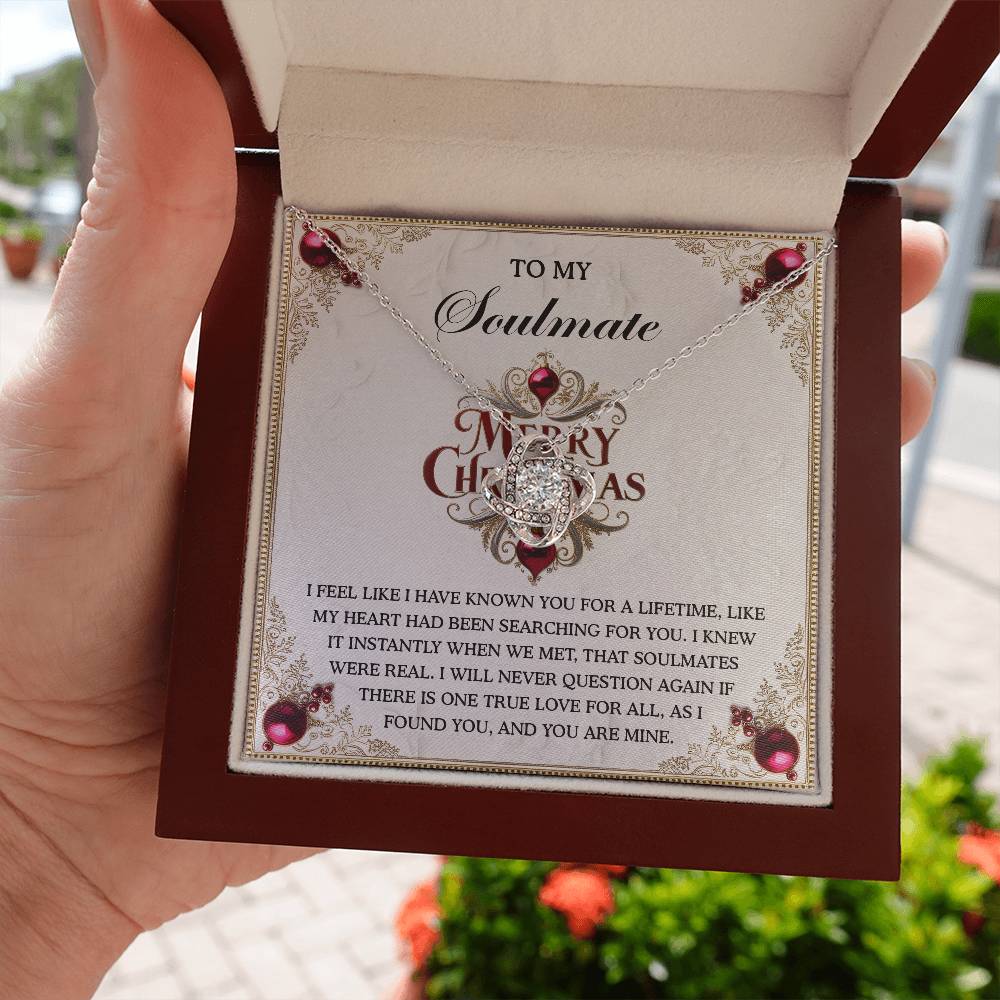 TO MY
Soulmate
MERRY
CHRISTMAS
I FEEL LIKE I HAVE KNOWN YOU FOR A LIFETIME, LIKE
MY HEART HAD BEEN SEARCHING FOR YOU. I KNEW
IT INSTANTLY WHEN WE MET, THAT SOULMATES
WERE REAL. I WILL NEVER QUESTION AGAIN IF
THERE IS ONE TRUE LOVE FOR ALL, AS I
FOUND YOU, AND YOU ARE MINE.